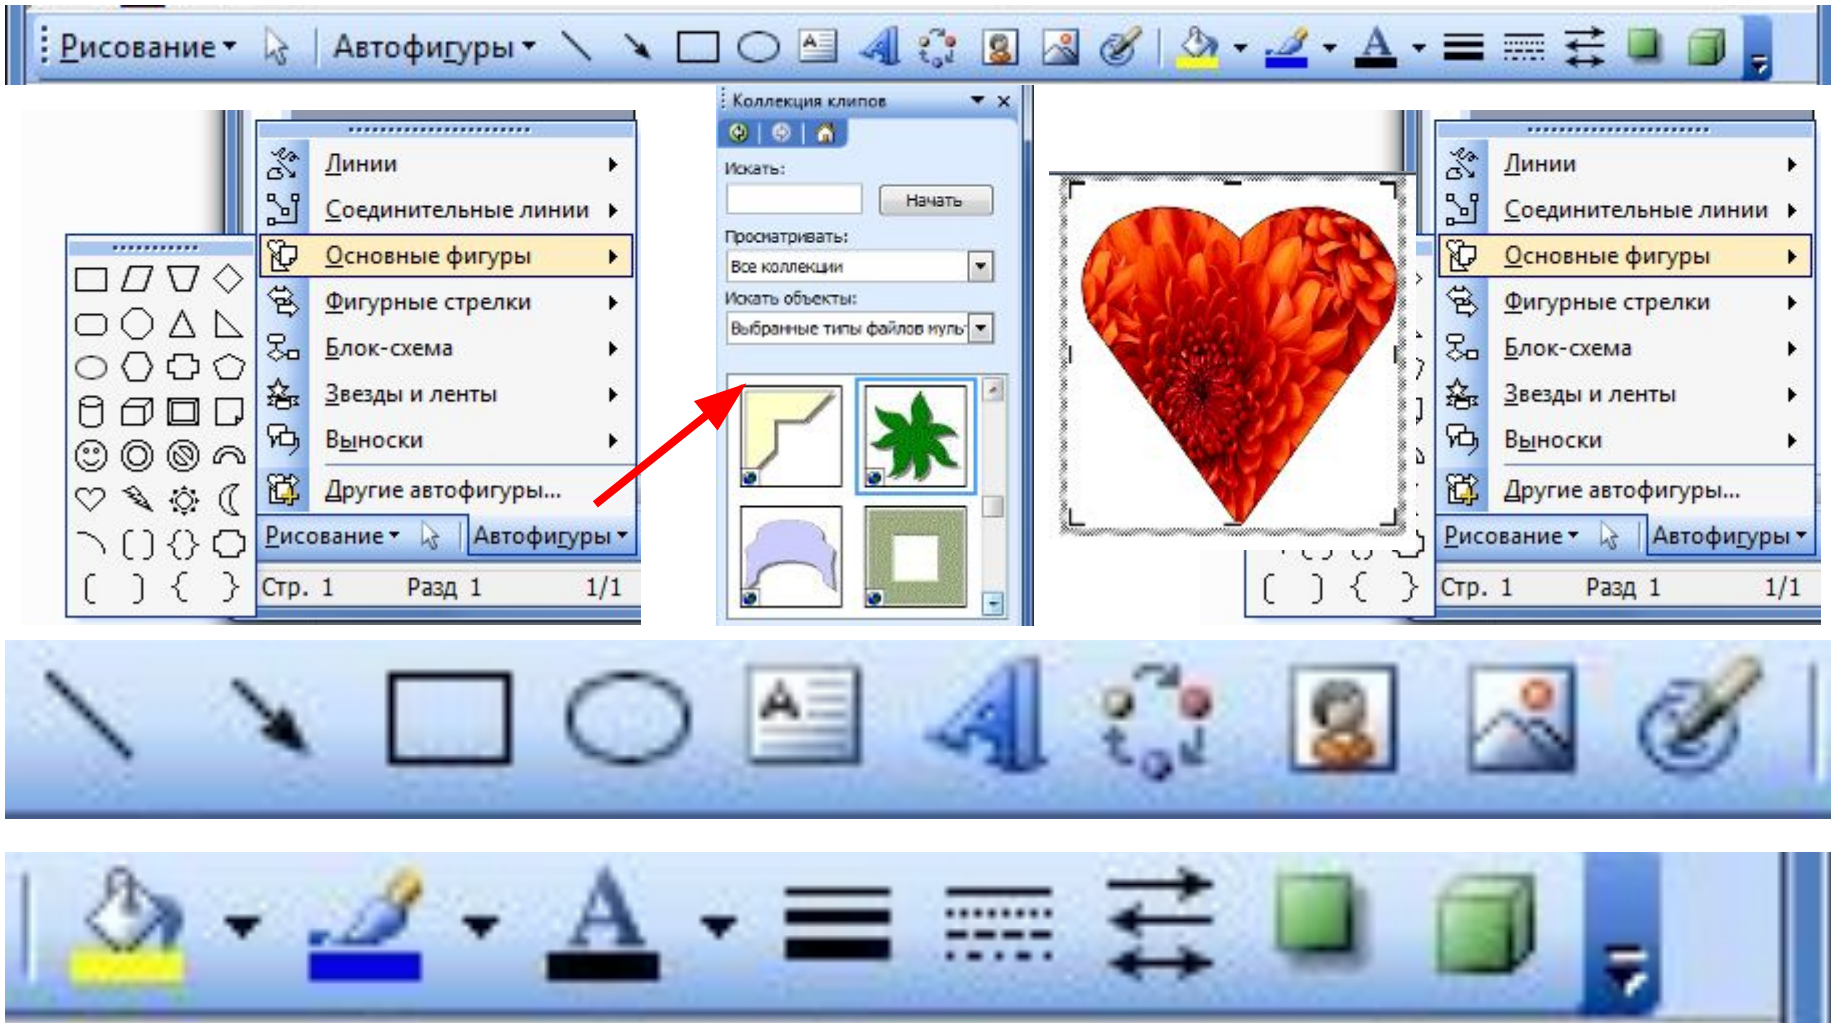 Рисование Автофигуры
Линии
Соединительные линии
Основные фигуры
Фигурные стрелки
Блок-схема
Звезды и ленты
Выноски
Другие автофигуры...
Рисование Автофигуры
Стр. 1 Разд 1 1/1
Коллекция клипов
Искать:
Начать
Просматривать:
Все коллекции
Искать объекты:
Выбранные типы файлов муль
Линии
Соединительные линии
Основные фигуры
Фигурные стрелки
Блок-схема
Звезды и ленты
Выноски
Другие автофигуры...
Рисование Автофигуры
Стр. 1 Разд 1 1/1